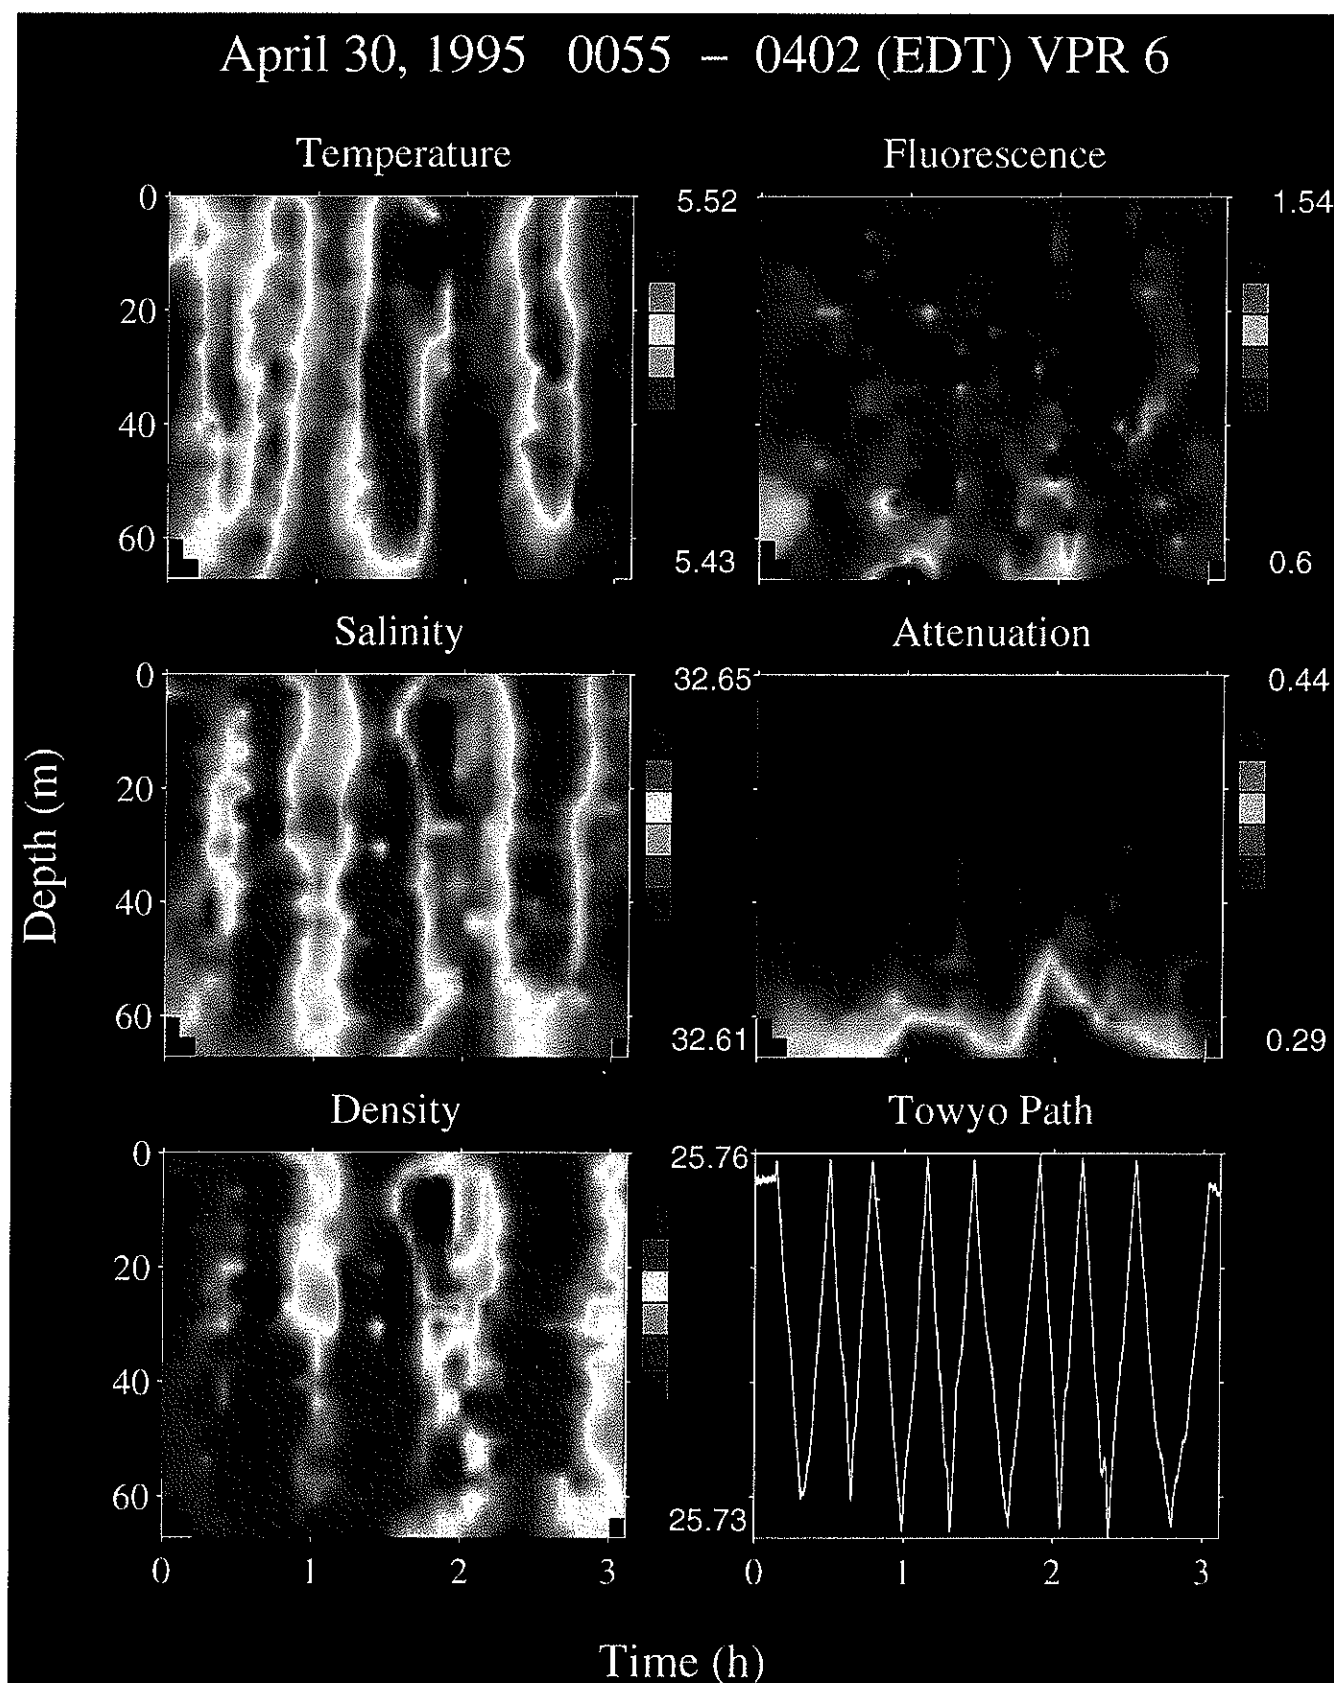 April 30, 1995 0055 – 0402 (EDT) VPR 6
Temperature
Fluorescence
0
20
40
60
5.52
5.43
1.54
0.6
Salinity
Attenuation
0
20
40
60
32.65
32.61
0.44
0.29
Depth (m)
Density
Towyo Path
0
20
40
60
25.76
25.73
0 1 2 3
0 1 2 3
Time (h)